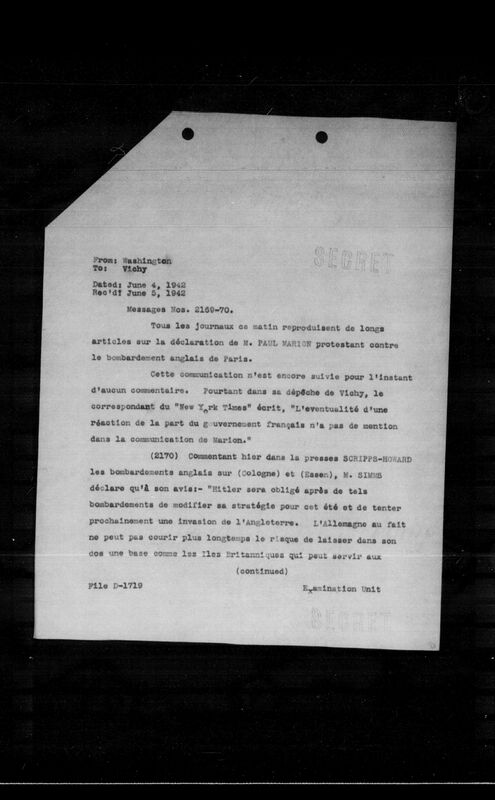 SECRET
From: Washington
To: Vichy
Dated: June 4, 1942
Rec'd: June 5, 1942
Messages Nos. 2169-70.
Tous les journaux ce matin reproduisent de longs
articles sur la déclaration de M. PAUL MARION protestant contre
le bombardement anglais de Paris.
Cette communication n'est encore suivie pour l'instant
d'aucun commentaire. Pourtant dans sa dépêche de Vichy, le
correspondant du "New York Times" écrit, "L'eventualité d'une
réaction de la part du gouvernement français n'a pas de mention
dans la communication de Marion."
(2170) Commentant hier dans la presses SCRIPPS-HOWARD
les bombardements anglais sur (Cologne) et (Essen), M. SIMMS
déclare qu'à son avis:- "Hitler sera obligé après de tels
bombardements de modifier sa stratégie pour cet été et de tenter
prochainement une invasion de l'Angleterre. L'Allemagne au fait
ne peut pas courir plus longtemps le risque de laisser dans son
dos une base comme les Iles Britanniques qui peut servir aux
(continued)
File D-1719
Examination Unit
SECRET